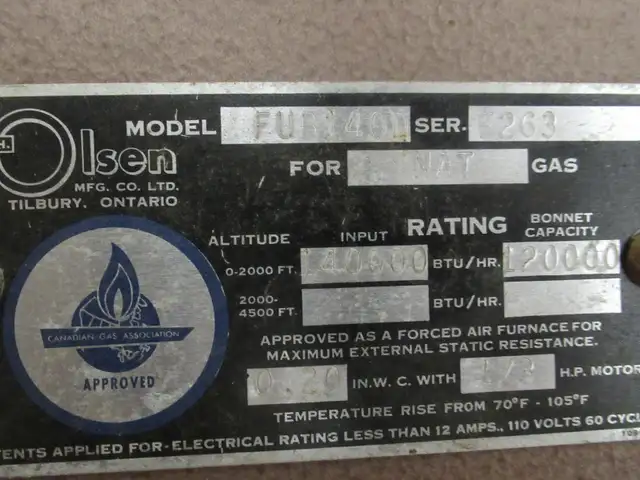 MODEL FUR140 SER. 263
H. Olsen
MFG. CO. LTD.
TILBURY, ONTARIO
FOR NAT GAS
RATING
ALTITUDE INPUT BONNET CAPACITY
0-2000 FT. 140000 BTU/HR. 120000
2000-4500 FT. BTU/HR.
CANADIAN GAS ASSOCIATION
APPROVED
APPROVED AS A FORCED AIR FURNACE FOR
MAXIMUM EXTERNAL STATIC RESISTANCE.
0.20 IN.W. C. WITH 1/3 H.P. MOTOR
TEMPERATURE RISE FROM 70°F - 105°F
TENTS APPLIED FOR-ELECTRICAL RATING LESS THAN 12 AMPS., 110 VOLTS 60 CYC